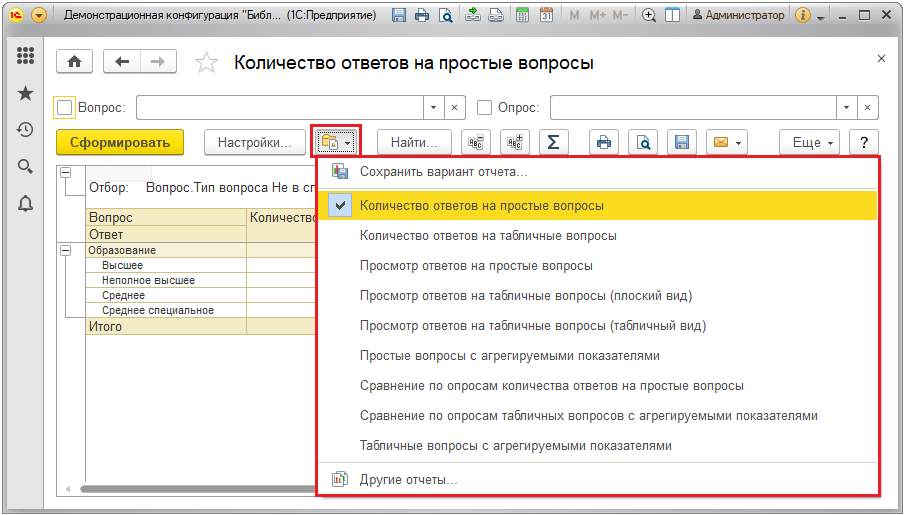 Демонстрационная конфигурация "Библ... (1С:Предприятие) M M+ M- 31 Администратор
Количество ответов на простые вопросы
Вопрос: Опрос:
Сформировать Настройки... Найти... Σ Еще ?
Сохранить вариант отчета...
Отбор: Вопрос.Тип вопроса Не в сп
Количество ответов на простые вопросы
Вопрос Количество
Ответ
Количество ответов на табличные вопросы
Образование
Высшее
Просмотр ответов на простые вопросы
Неполное высшее
Среднее
Просмотр ответов на табличные вопросы (плоский вид)
Среднее специальное
Итого
Просмотр ответов на табличные вопросы (табличный вид)
Простые вопросы с агрегируемыми показателями
Сравнение по опросам количества ответов на простые вопросы
Сравнение по опросам табличных вопросов с агрегируемыми показателями
Табличные вопросы с агрегируемыми показателями
Другие отчеты...